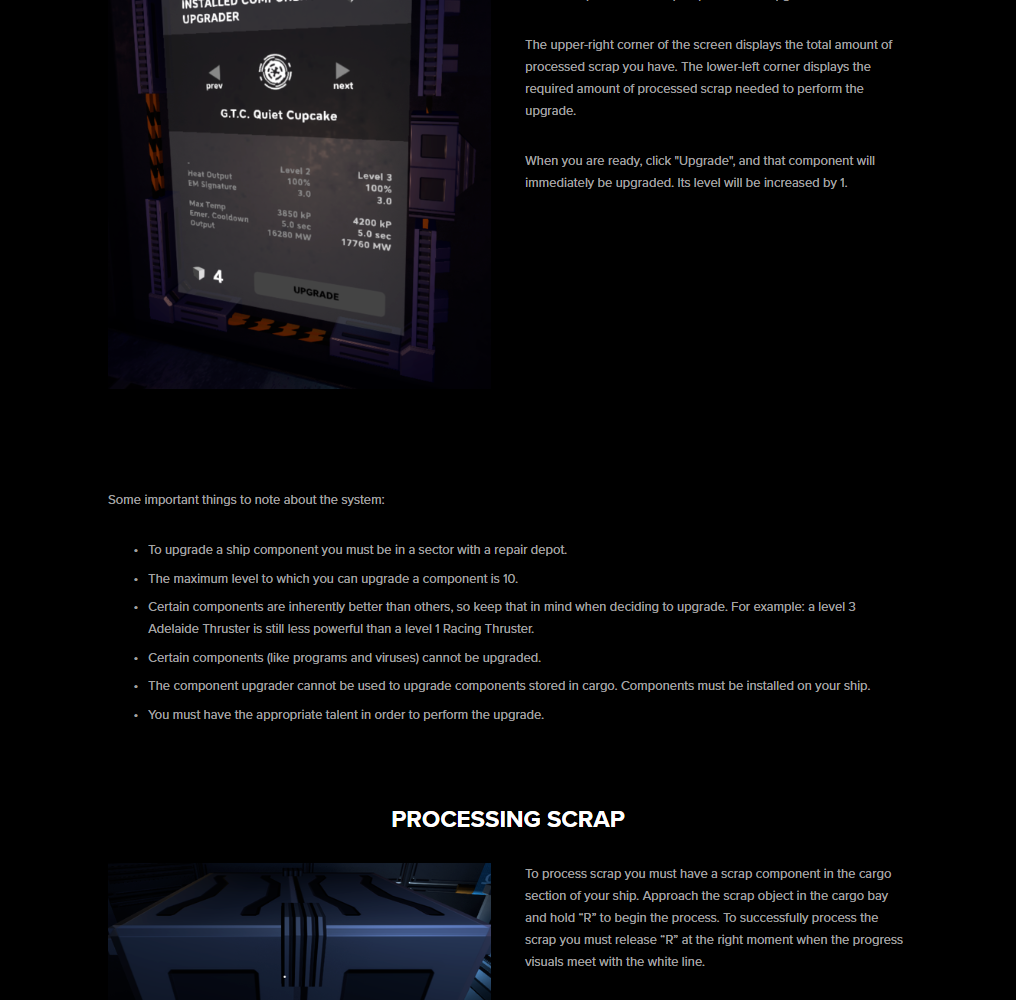 UPGRADER
The upper-right corner of the screen displays the total amount of
processed scrap you have. The lower-left corner displays the
required amount of processed scrap needed to perform the
upgrade.
When you are ready, click "Upgrade", and that component will
immediately be upgraded. Its level will be increased by 1.
prev
next
G.T.C. Quiet Cupcake
Level 2 Level 3
Heat Output 100% 100%
EM Signature 3.0 3.0
Max Temp 3850 kP 4200 kP
Emer. Cooldown 5.0 sec 5.0 sec
Output 16280 MW 17760 MW
4
UPGRADE
Some important things to note about the system:
• To upgrade a ship component you must be in a sector with a repair depot.
• The maximum level to which you can upgrade a component is 10.
• Certain components are inherently better than others, so keep that in mind when deciding to upgrade. For example: a level 3
Adelaide Thruster is still less powerful than a level 1 Racing Thruster.
• Certain components (like programs and viruses) cannot be upgraded.
• The component upgrader cannot be used to upgrade components stored in cargo. Components must be installed on your ship.
• You must have the appropriate talent in order to perform the upgrade.
PROCESSING SCRAP
To process scrap you must have a scrap component in the cargo
section of your ship. Approach the scrap object in the cargo bay
and hold “R” to begin the process. To successfully process the
scrap you must release “R” at the right moment when the progress
visuals meet with the white line.